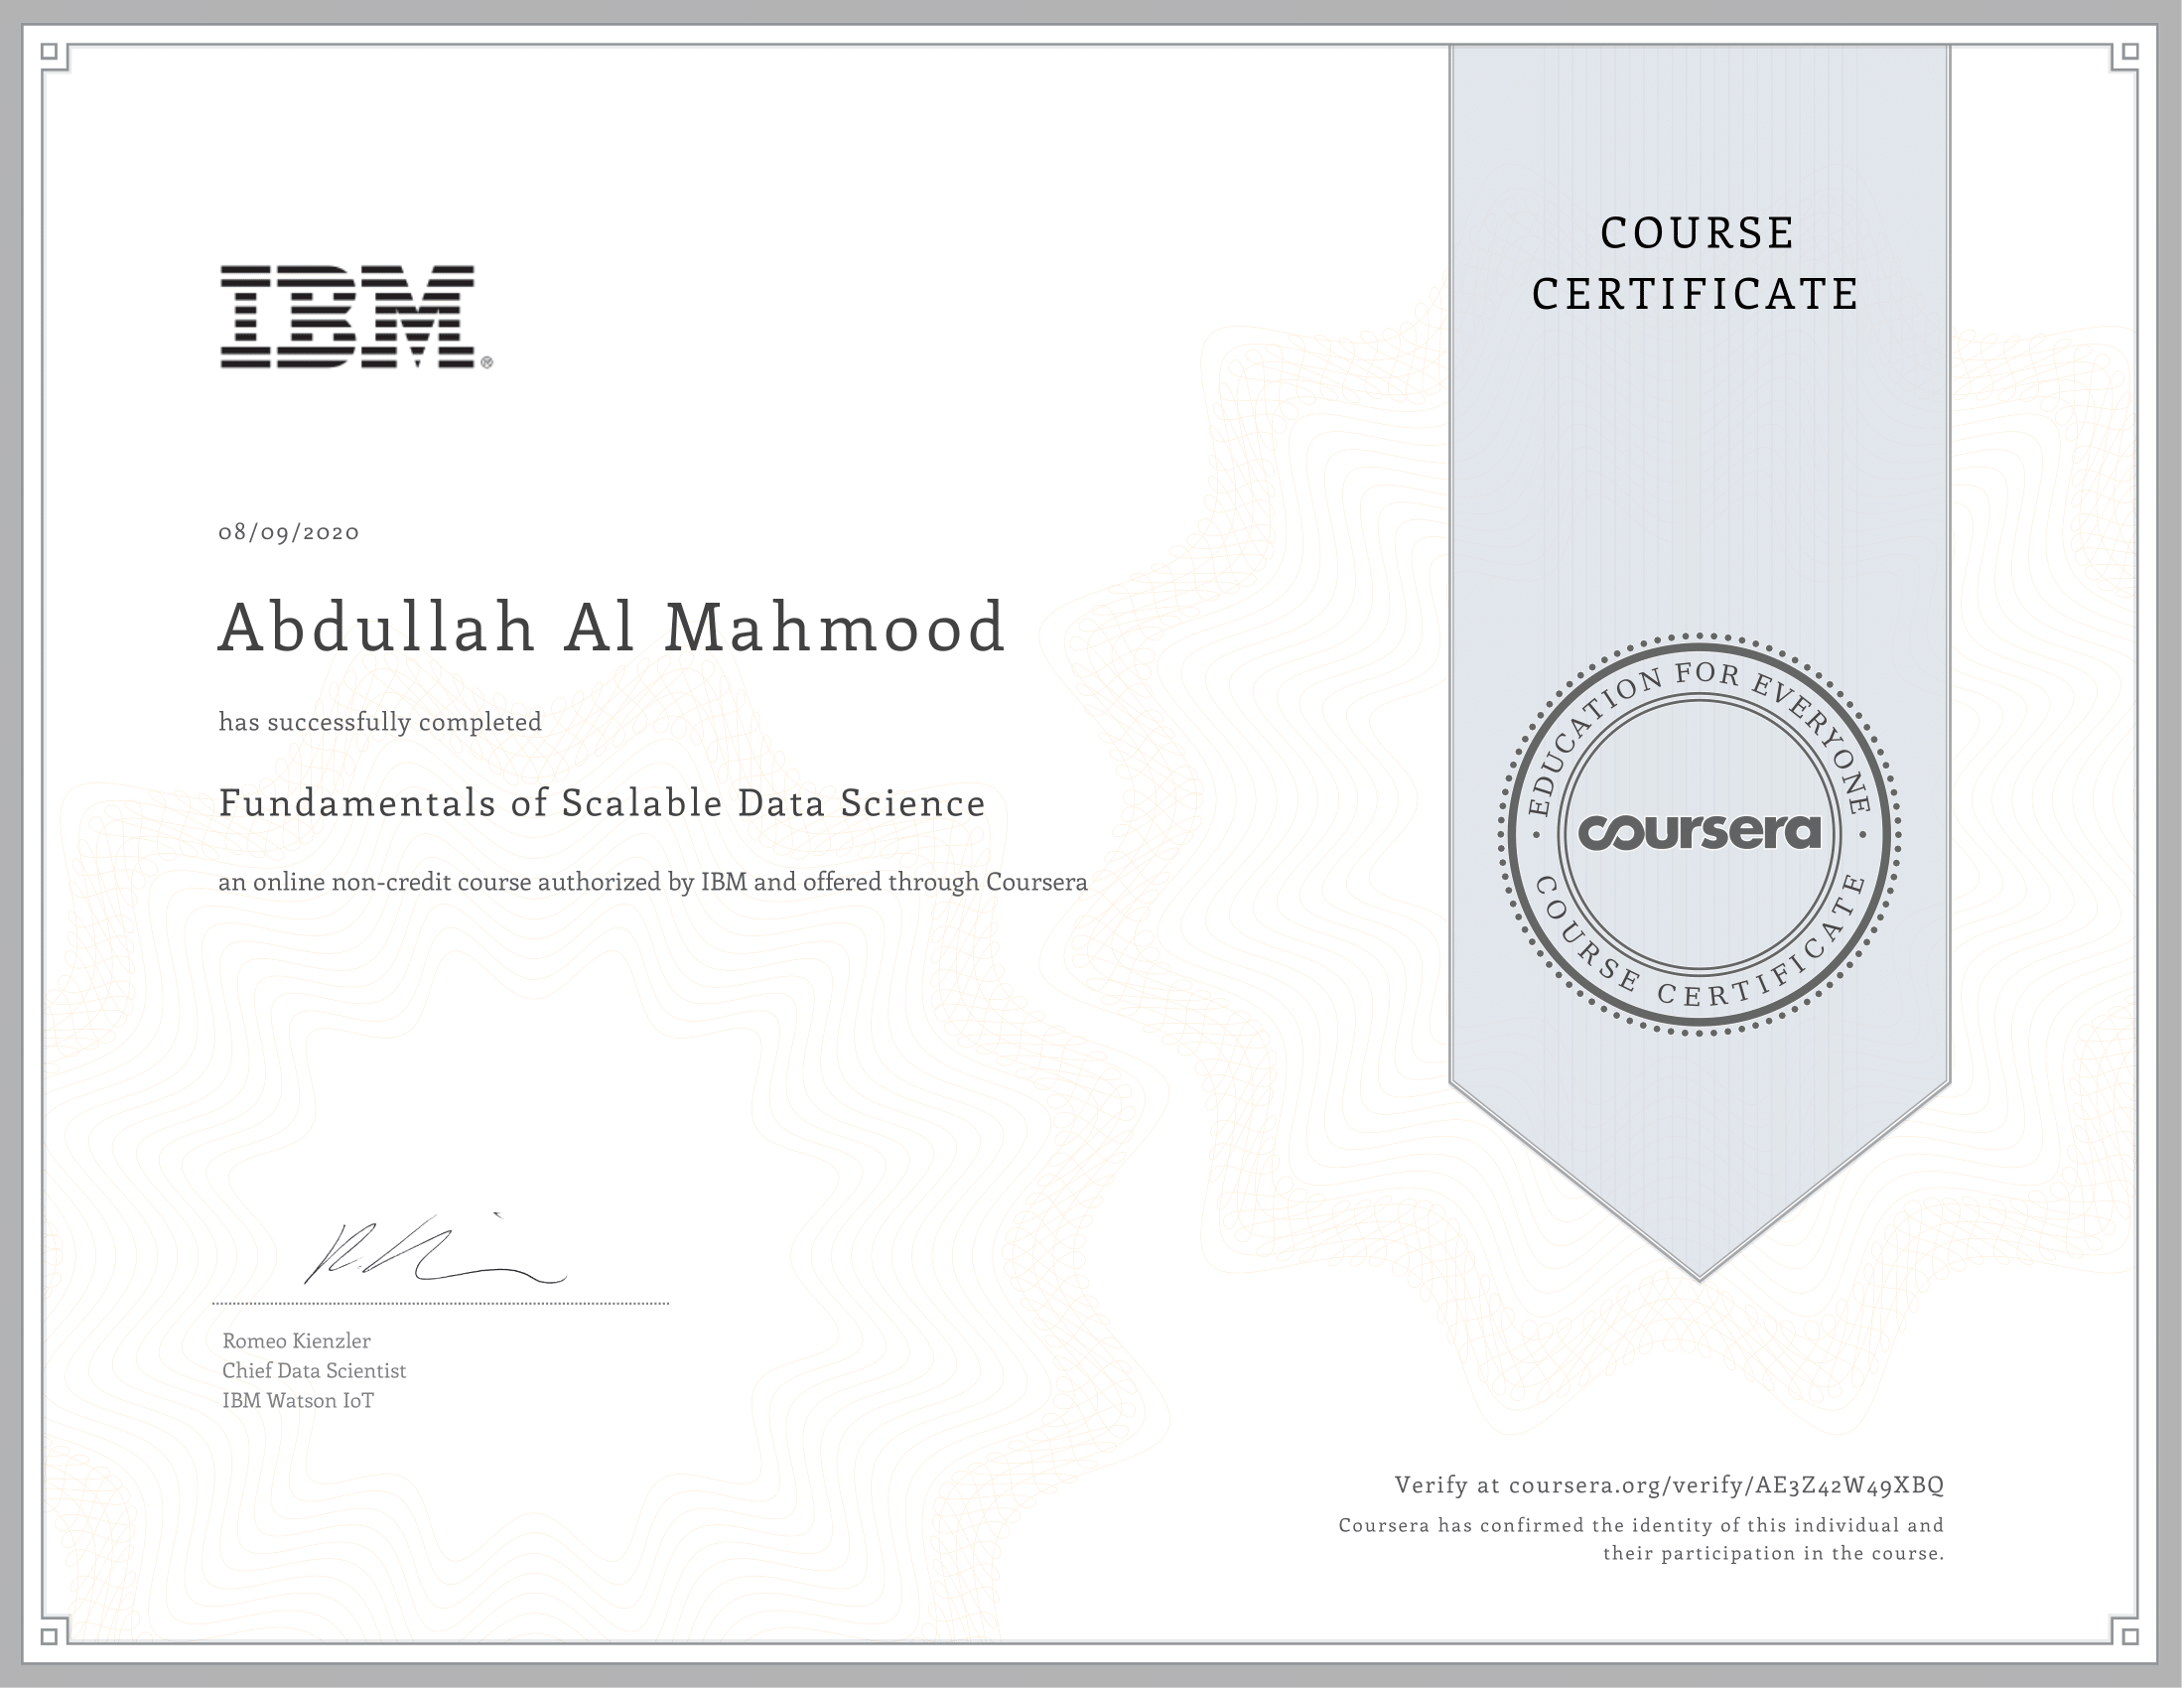 IBM®
08/09/2020
Abdullah Al Mahmood
has successfully completed
Fundamentals of Scalable Data Science
an online non-credit course authorized by IBM and offered through Coursera
Romeo Kienzler
Chief Data Scientist
IBM Watson IoT
COURSE
CERTIFICATE
EDUCATION FOR EVERYONE
coursera
COURSE CERTIFICATE
Verify at coursera.org/verify/AE3Z42W49XBQ
Coursera has confirmed the identity of this individual and
their participation in the course.